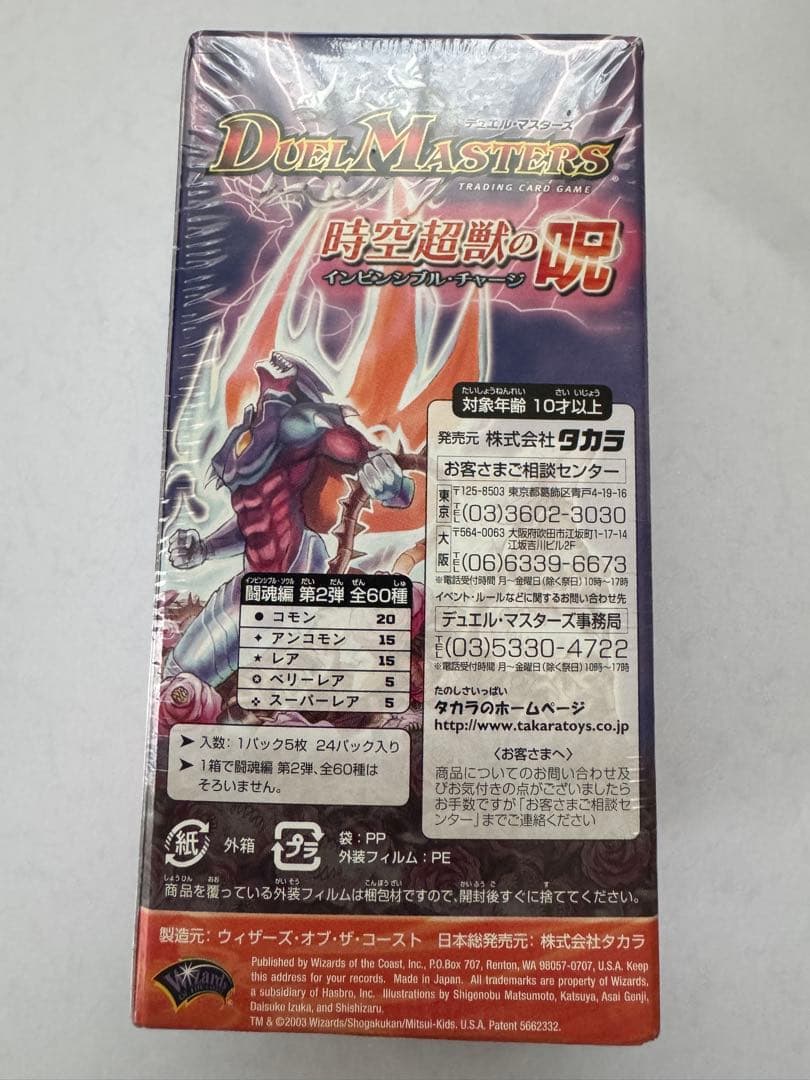 デュエル・マスターズ
DUEL MASTERS
TRADING CARD GAME
時空超獣の呪
インビンシブル・チャージ
たいしょうねんれい さい いじょう
対象年齢 10才以上
発売元 株式会社タカラ
お客さまご相談センター
東京 〒125-8503 東京都葛飾区青戸4-19-16
TEL(03)3602-3030
大阪 〒564-0063 大阪府吹田市江坂町1-17-14
江坂吉川ビル2F
TEL(06)6339-6673
※電話受付時間 月~金曜日(除く祭日)10時~17時
イベント・ルールなどに関するお問い合わせ先
デュエル・マスターズ事務局
TEL(03)5330-4722
※電話受付時間 月~金曜日(除く祭日)10時~17時
たのしさいっぱい
タカラのホームページ
http://www.takaratoys.co.jp
〈お客さまへ〉
商品についてのお問い合わせ及
びお気付きの点がございましたら
お手数ですが「お客さまご相談セ
ンター」までご連絡ください
インビンシブル・ソウル だい だん ぜん しゅ
闘魂編 第2弾 全60種
● コモン 20
✦ アンコモン 15
★ レア 15
✪ ベリーレア 5
スーパーレア 5
➤ 入数:1パック5枚 24パック入り
➤ 1箱で闘魂編 第2弾、全60種は
そろいません。
紙 外箱 プラ 袋:PP
外装フィルム:PE
しょうひん おお がいそう こんぽうざい かいふうご す
商品を覆っている外装フィルムは梱包材ですので、開封後すぐに捨ててください。
製造元:ウィザーズ・オブ・ザ・コースト 日本総発売元:株式会社タカラ
Wizards OF THE COAST
Published by Wizards of the Coast, Inc., P.O.Box 707, Renton, WA 98057-0707, U.S.A. Keep
this address for your records. Made in Japan. All trademarks are property of Wizards,
a subsidiary of Hasbro, Inc. Illustrations by Shigenobu Matsumoto, Katsuya, Asai Genji,
Daisuke Izuka, and Shishizaru.
TM & ©2003 Wizards/Shogakukan/Mitsui-Kids. U.S.A. Patent 5662332.